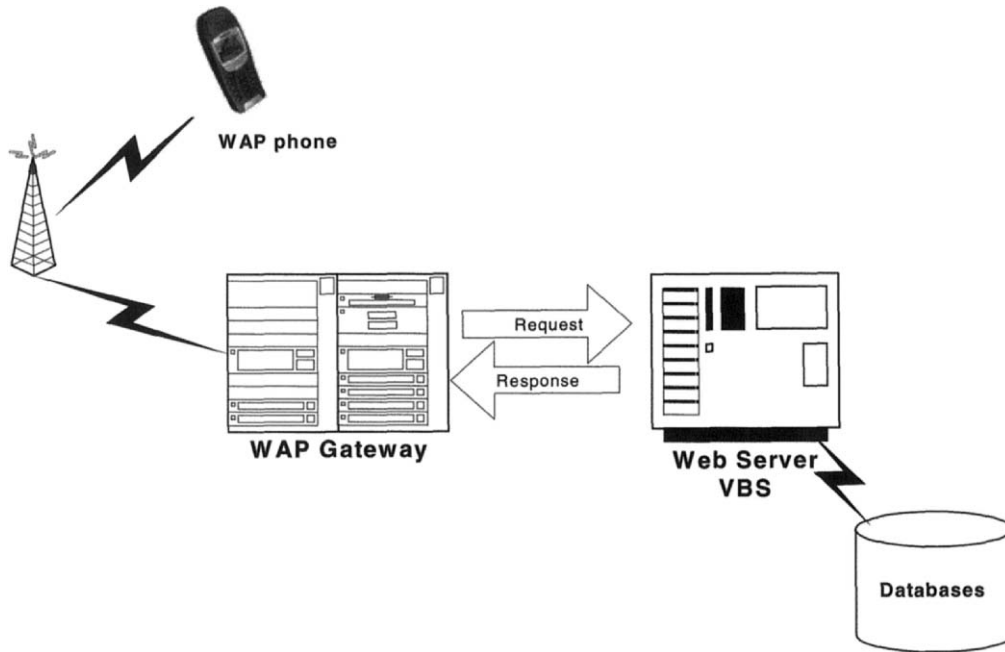 WAP phone
Request
Response
WAP Gateway
Web Server
VBS
Databases